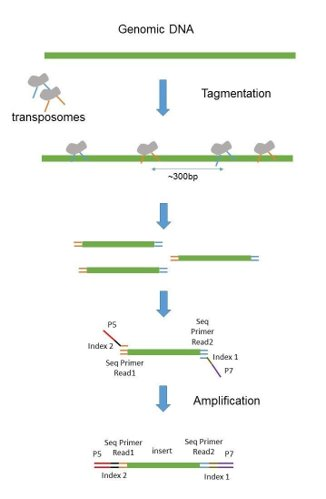 Genomic DNA
Tagmentation
transposomes
~300bp
P5
Seq
Primer
Read2
Index 2
Index 1
Seq Primer
Read1
P7
Amplification
Seq Primer
Read1
insert
Seq Primer
Read2
P5
P7
Index 2
Index 1